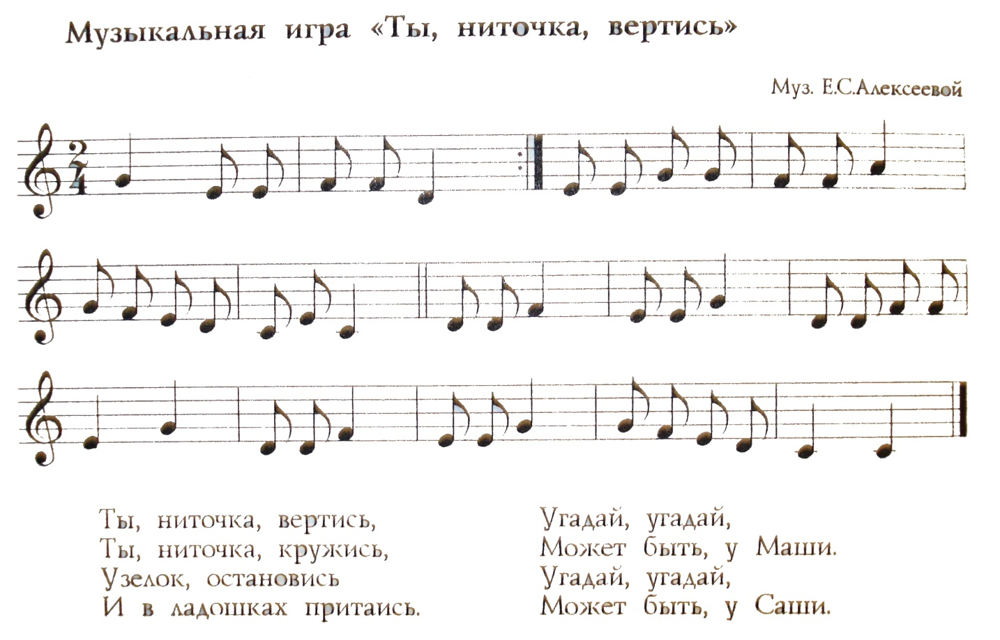 Музыкальная игра «Ты, ниточка, вертись»
Муз. Е.С.Алексеевой
2
4
Ты, ниточка, вертись,
Ты, ниточка, кружись,
Узелок, остановись
И в ладошках притаись.
Угадай, угадай,
Может быть, у Маши.
Угадай, угадай,
Может быть, у Саши.